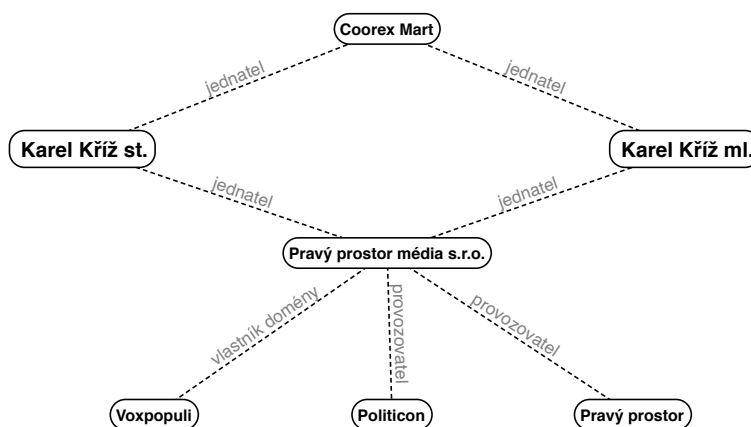 Coorex Mart
jednatel
jednatel
Karel Kříž st.
Karel Kříž ml.
jednatel
jednatel
Pravý prostor média s.r.o.
vlastník domény
provozovatel
provozovatel
Voxpopuli
Politicon
Pravý prostor